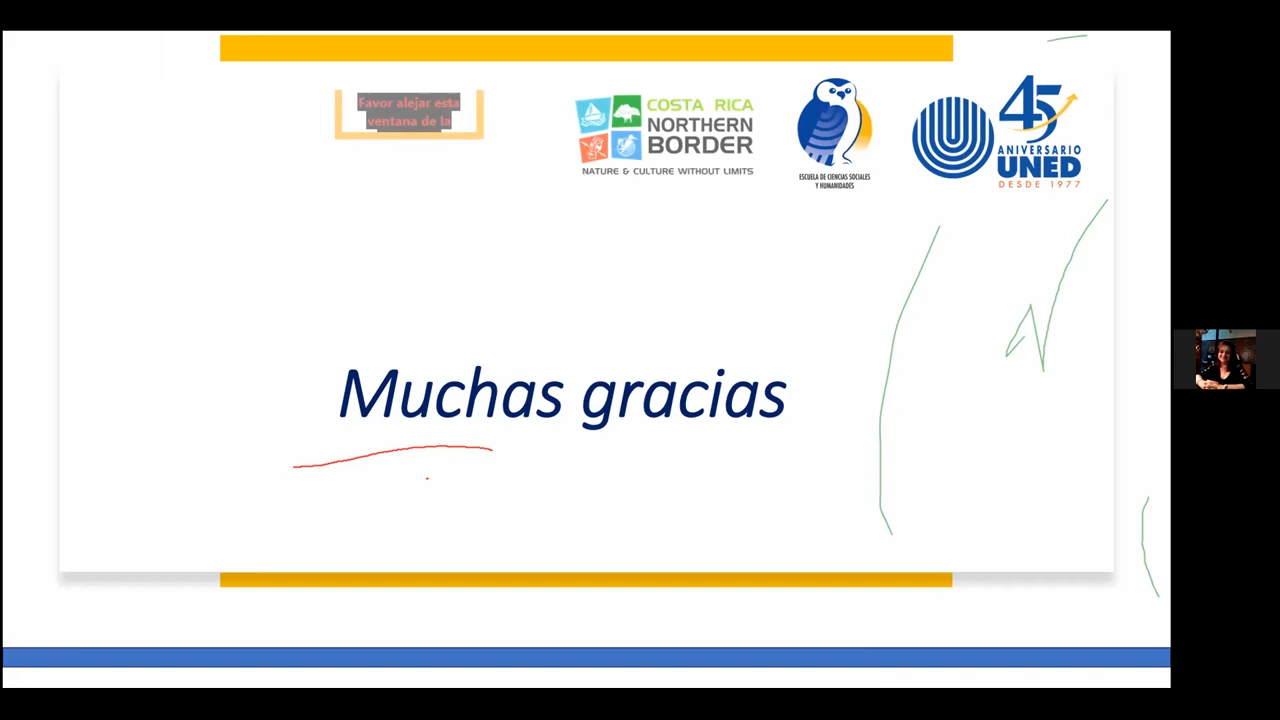 Favor alejar esta
ventana de la
COSTA RICA
NORTHERN
BORDER
NATURE & CULTURE WITHOUT LIMITS
ESCUELA DE CIENCIAS SOCIALES
Y HUMANIDADES
45
ANIVERSARIO
UNED
DESDE 1977
Muchas gracias